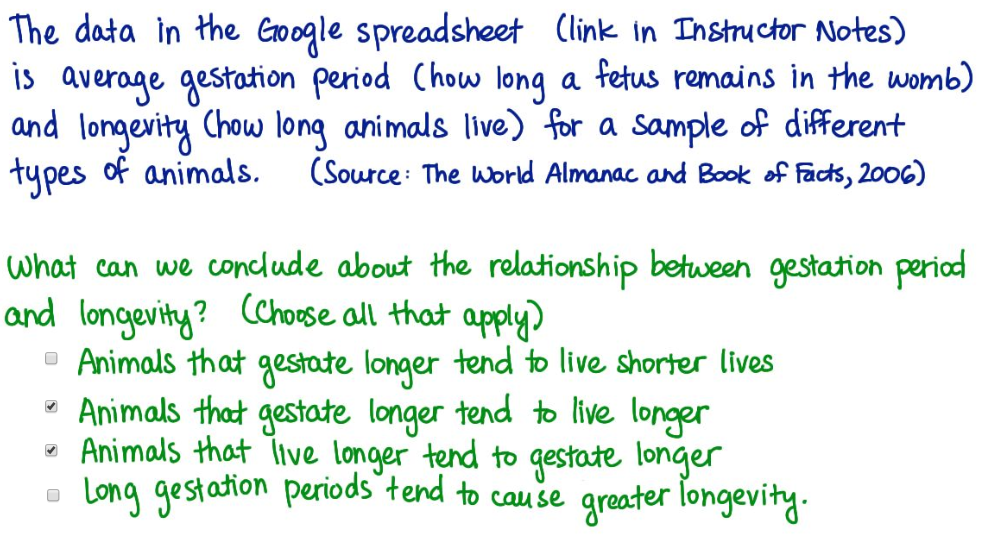 The data in the Google spreadsheet (link in Instructor Notes)
is average gestation period (how long a fetus remains in the womb)
and longevity (how long animals live) for a sample of different
types of animals. (Source: The World Almanac and Book of Facts, 2006)
What can we conclude about the relationship between gestation period
and longevity? (Choose all that apply)
Animals that gestate longer tend to live shorter lives
Animals that gestate longer tend to live longer
Animals that live longer tend to gestate longer
Long gestation periods tend to cause greater longevity.